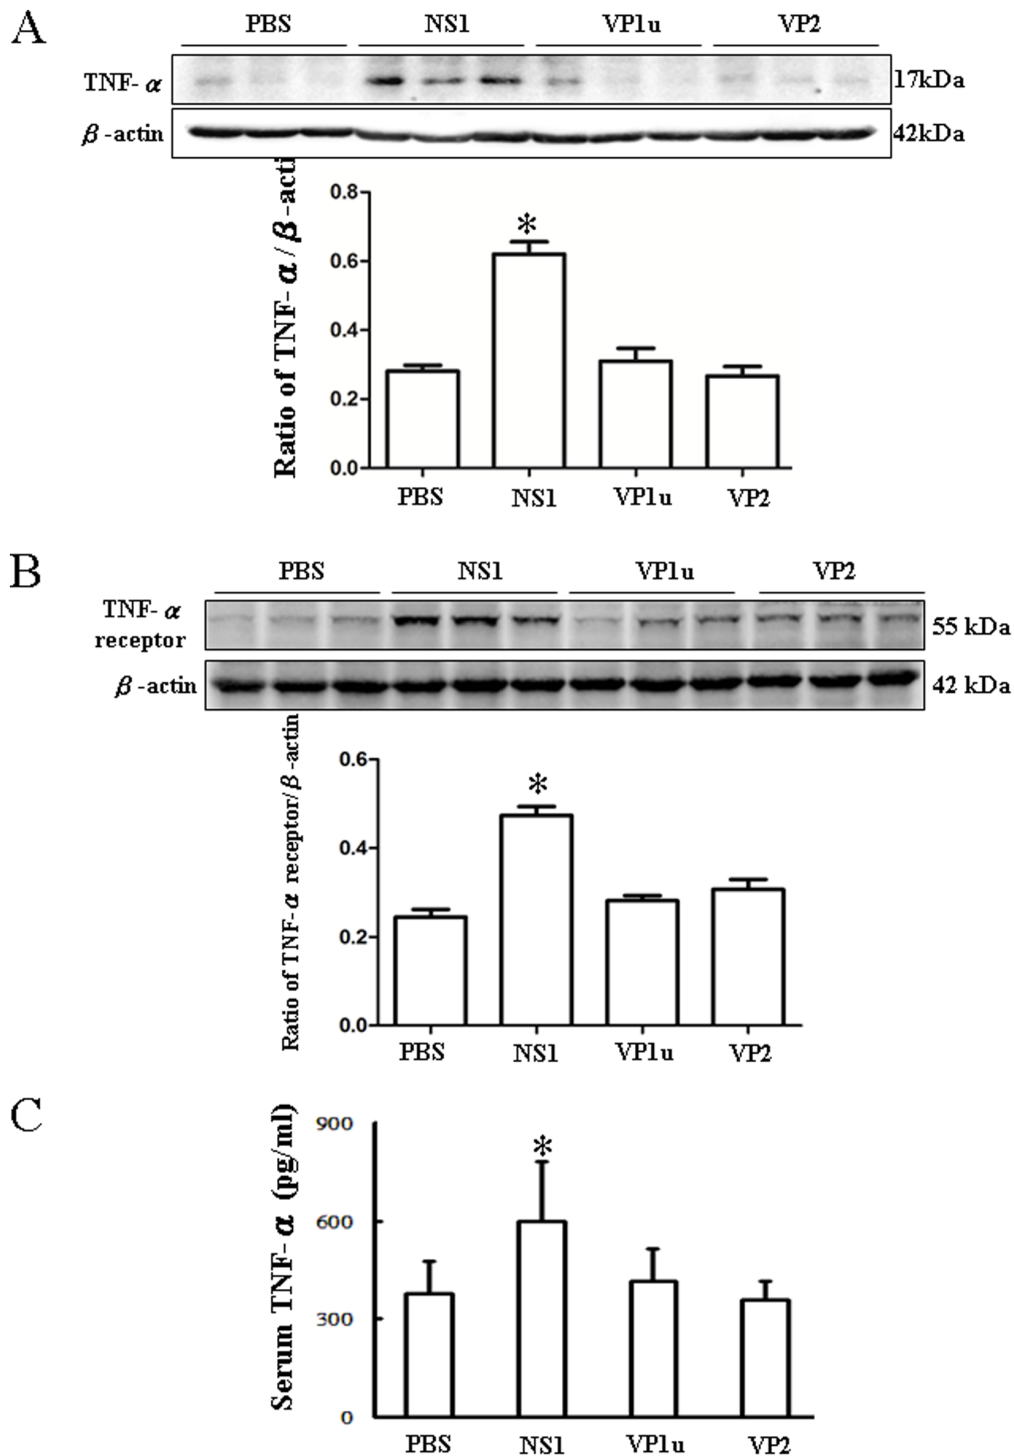 A
PBS NS1 VP1u VP2
TNF-α 17kDa
β-actin 42kDa
Ratio of TNF-α/β-acti
0.8
*
0.6
0.4
0.2
0.0
PBS NS1 VP1u VP2
B
PBS NS1 VP1u VP2
TNF-α
receptor
55 kDa
β-actin 42 kDa
Ratio of TNF-α receptor/β-actin
0.6
*
0.4
0.2
0.0
PBS NS1 VP1u VP2
C
Serum TNF-α (pg/ml)
900
*
600
300
0
PBS NS1 VP1u VP2